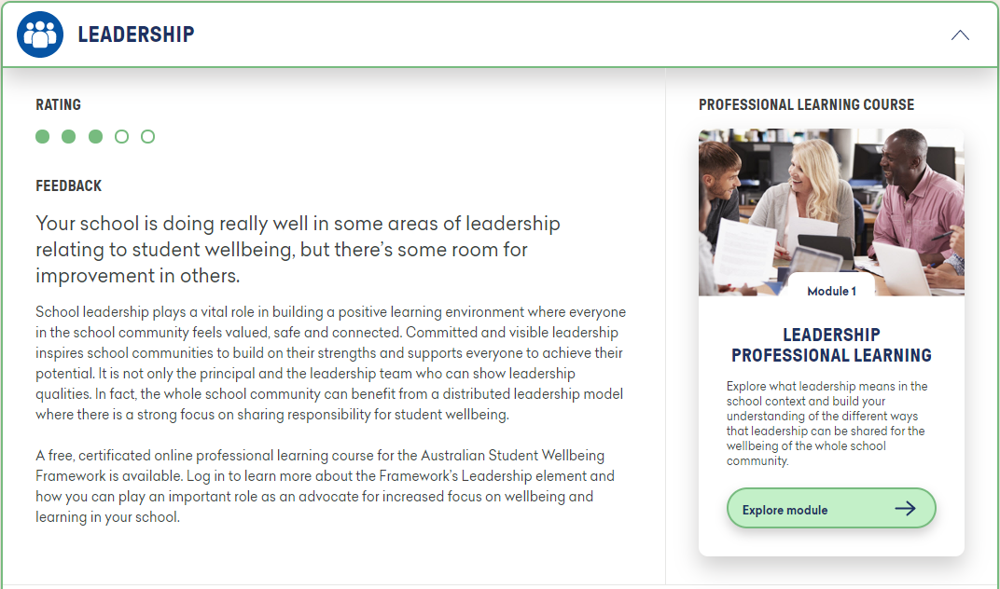 LEADERSHIP
RATING
FEEDBACK
Your school is doing really well in some areas of leadership
relating to student wellbeing, but there's some room for
improvement in others.
School leadership plays a vital role in building a positive learning environment where everyone
in the school community feels valued, safe and connected. Committed and visible leadership
inspires school communities to build on their strengths and supports everyone to achieve their
potential. It is not only the principal and the leadership team who can show leadership
qualities. In fact, the whole school community can benefit from a distributed leadership model
where there is a strong focus on sharing responsibility for student wellbeing.
A free, certificated online professional learning course for the Australian Student Wellbeing
Framework is available. Log in to learn more about the Framework's Leadership element and
how you can play an important role as an advocate for increased focus on wellbeing and
learning in your school.
PROFESSIONAL LEARNING COURSE
Module 1
LEADERSHIP
PROFESSIONAL LEARNING
Explore what leadership means in the
school context and build your
understanding of the different ways
that leadership can be shared for the
wellbeing of the whole school
community.
Explore module